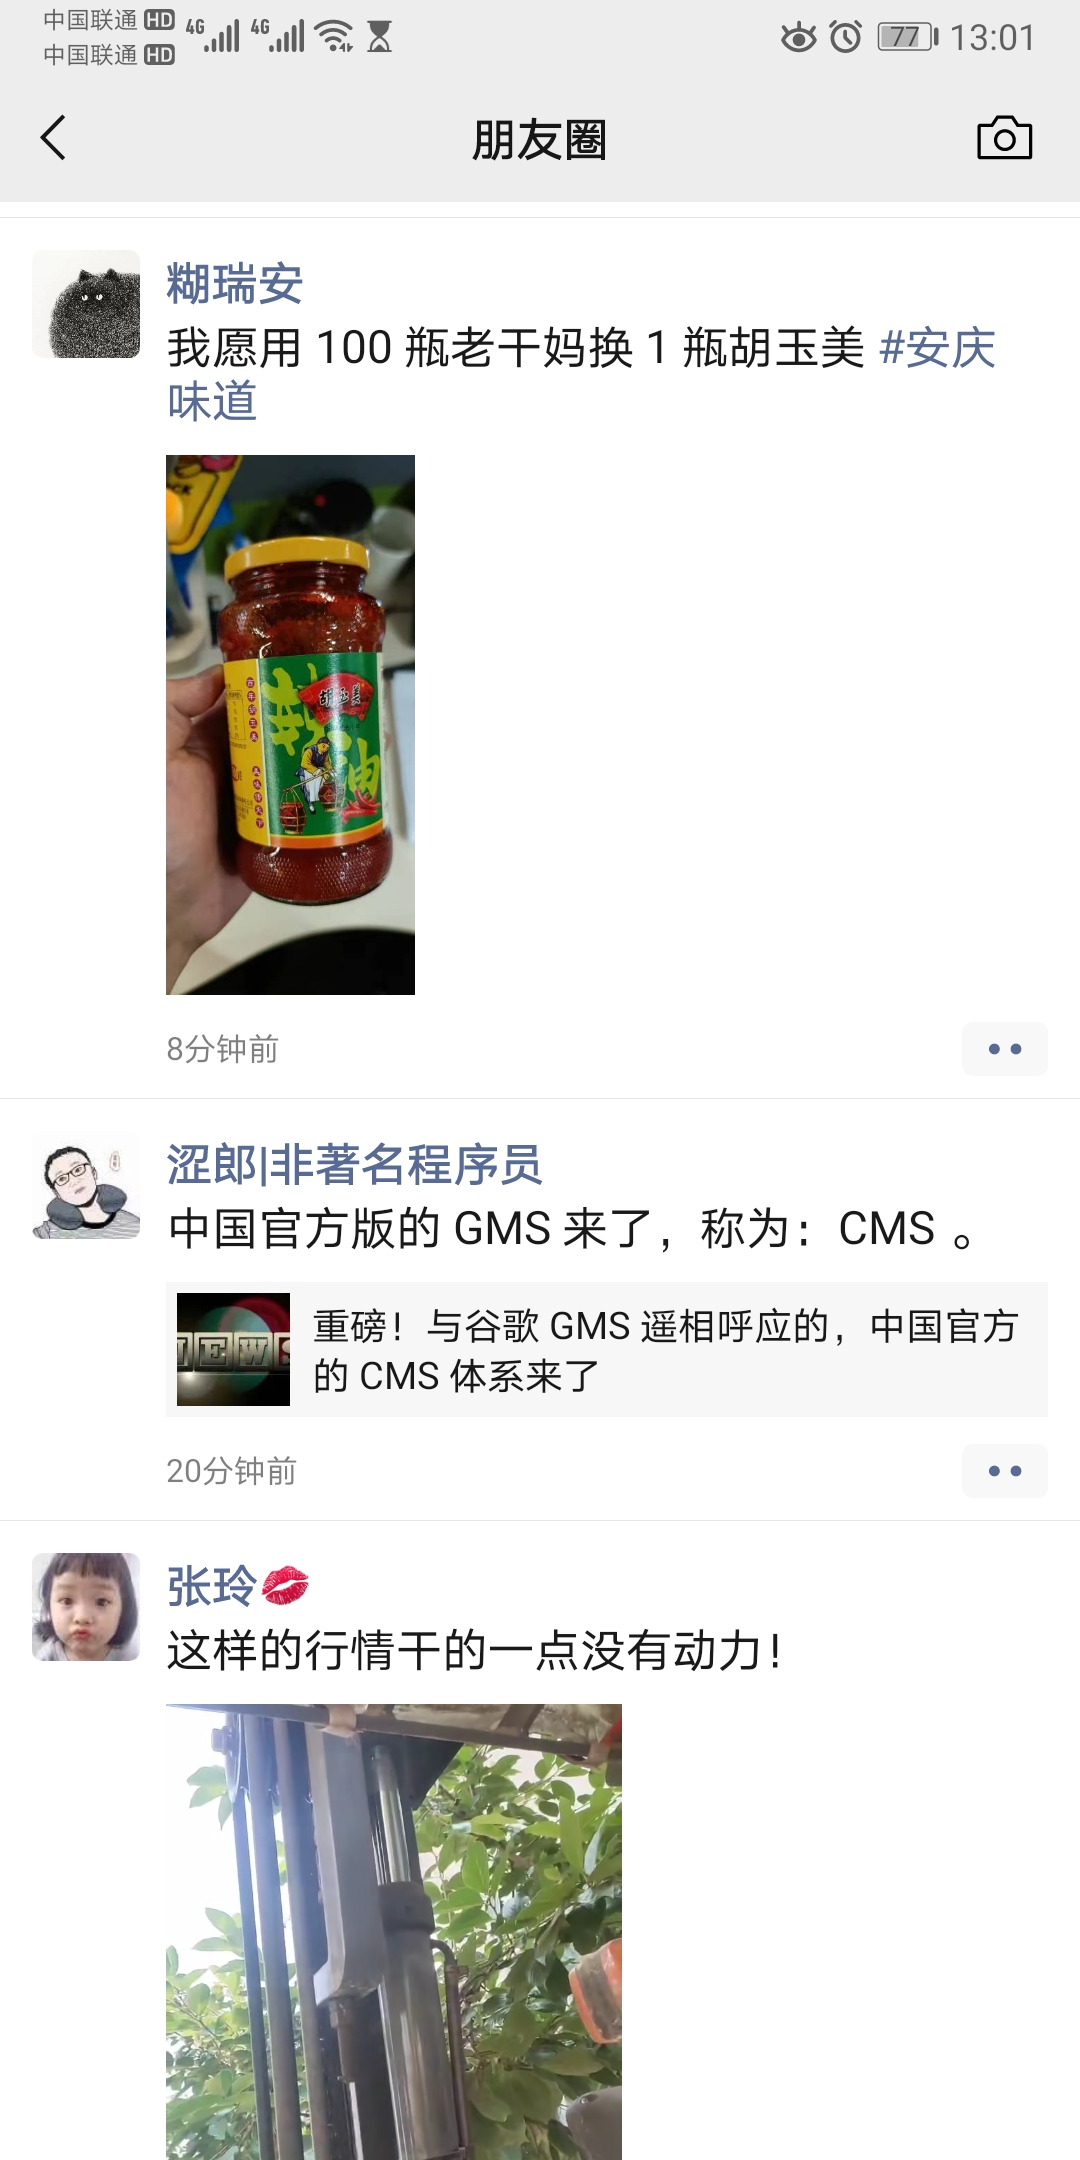 中国联通 HD 4G 4G 77 13:01
中国联通 HD
朋友圈
糊瑞安
我愿用 100 瓶老干妈换 1 瓶胡玉美 #安庆
味道
胡玉美
辣
油
8分钟前
涩郎|非著名程序员
中国官方版的 GMS 来了，称为：CMS 。
NEWS
重磅！与谷歌 GMS 遥相呼应的，中国官方
的 CMS 体系来了
20分钟前
张玲💋
这样的行情干的一点没有动力！